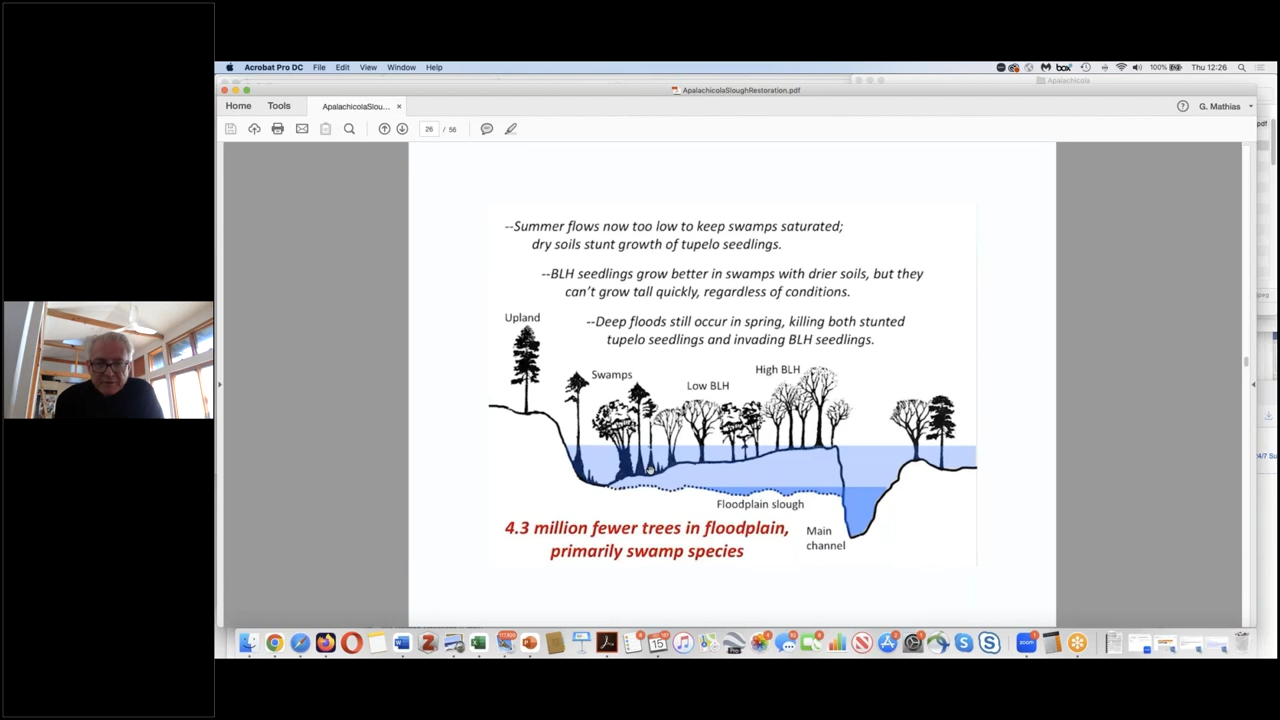 Acrobat Pro DC File Edit View Window Help
box 100% Thu 12:26
Apalachicola
ApalachicolaSloughRestoration.pdf
Home Tools ApalachicolaSlou... × G. Mathias
26 / 56
--Summer flows now too low to keep swamps saturated;
dry soils stunt growth of tupelo seedlings.
--BLH seedlings grow better in swamps with drier soils, but they
can't grow tall quickly, regardless of conditions.
Upland
--Deep floods still occur in spring, killing both stunted
tupelo seedlings and invading BLH seedlings.
Swamps
Low BLH
High BLH
Floodplain slough
Main
channel
4.3 million fewer trees in floodplain,
primarily swamp species
zoom